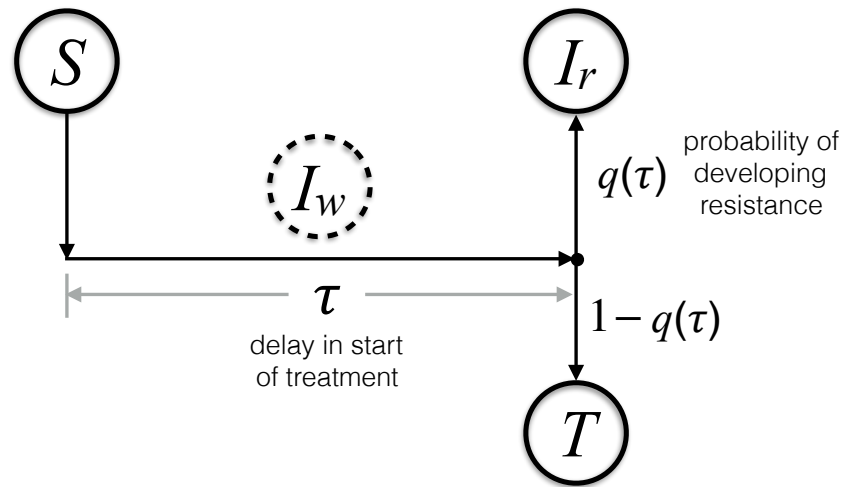 S
I_r
probability of
developing
resistance
q(τ)
I_w
τ
1 − q(τ)
delay in start
of treatment
T